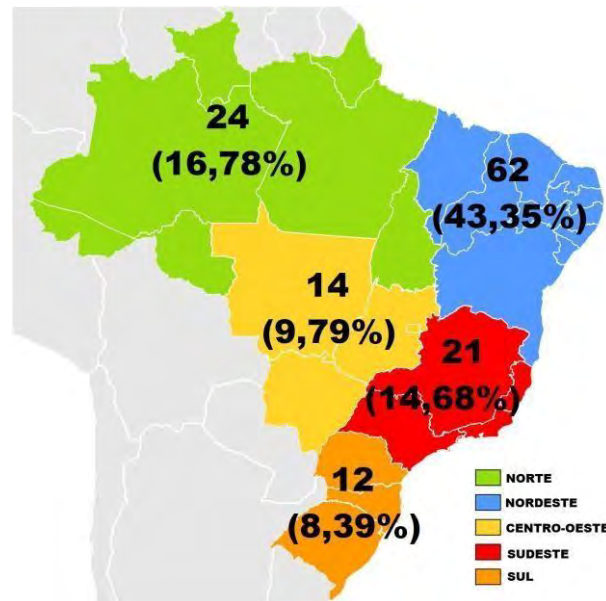 24
(16,78%)
62
(43,35%)
14
(9,79%)
21
(14,68%)
12
(8,39%)
NORTE
NORDESTE
CENTRO-OESTE
SUDESTE
SUL